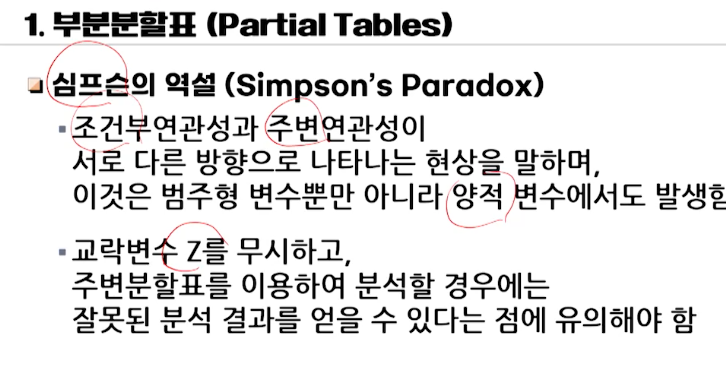 1. 부분분할표 (Partial Tables)
심프슨의 역설 (Simpson's Paradox)
조건부연관성과 주변연관성이
서로 다른 방향으로 나타나는 현상을 말하며,
이것은 범주형 변수뿐만 아니라 양적 변수에서도 발생함
교락변수 Z를 무시하고,
주변분할표를 이용하여 분석할 경우에는
잘못된 분석 결과를 얻을 수 있다는 점에 유의해야 함